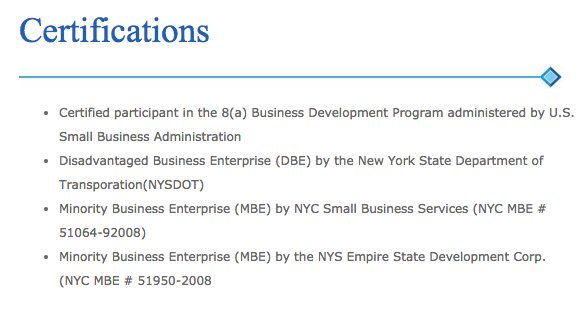 Certifications
• Certified participant in the 8(a) Business Development Program administered by U.S.
Small Business Administration
• Disadvantaged Business Enterprise (DBE) by the New York State Department of
Transporation(NYSDOT)
• Minority Business Enterprise (MBE) by NYC Small Business Services (NYC MBE #
51064-92008)
• Minority Business Enterprise (MBE) by the NYS Empire State Development Corp.
(NYC MBE # 51950-2008